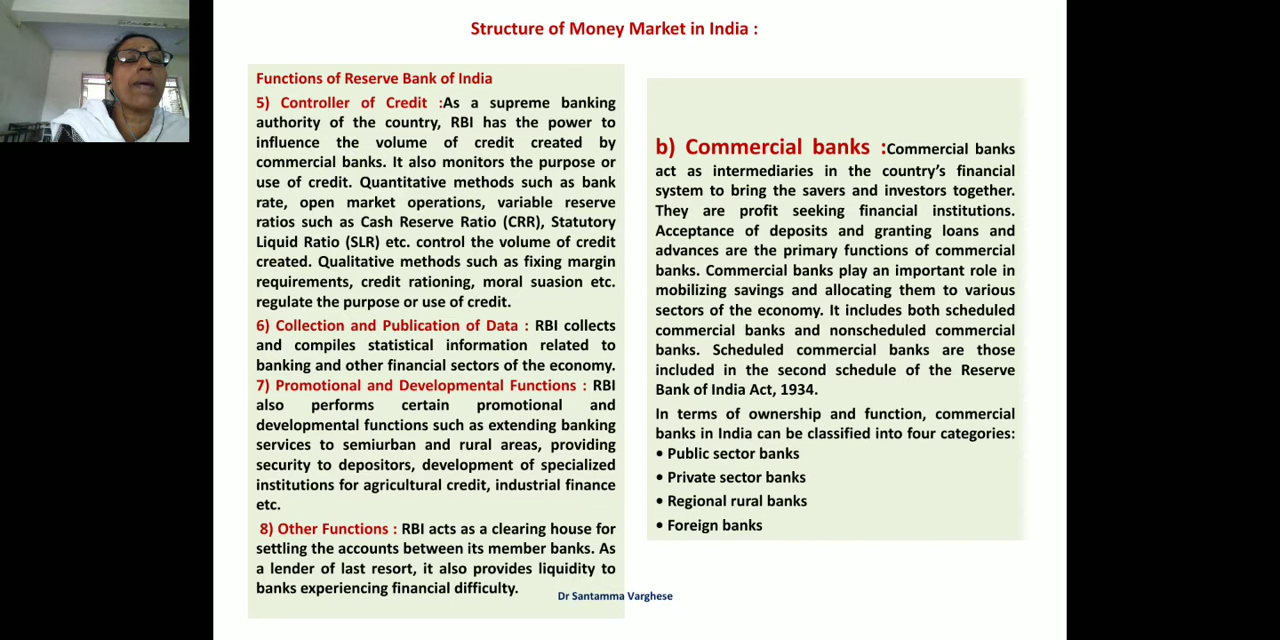 Structure of Money Market in India :
Functions of Reserve Bank of India
5) Controller of Credit :As a supreme banking
authority of the country, RBI has the power to
influence the volume of credit created by
commercial banks. It also monitors the purpose or
use of credit. Quantitative methods such as bank
rate, open market operations, variable reserve
ratios such as Cash Reserve Ratio (CRR), Statutory
Liquid Ratio (SLR) etc. control the volume of credit
created. Qualitative methods such as fixing margin
requirements, credit rationing, moral suasion etc.
regulate the purpose or use of credit.
6) Collection and Publication of Data : RBI collects
and compiles statistical information related to
banking and other financial sectors of the economy.
7) Promotional and Developmental Functions : RBI
also performs certain promotional and
developmental functions such as extending banking
services to semiurban and rural areas, providing
security to depositors, development of specialized
institutions for agricultural credit, industrial finance
etc.
8) Other Functions : RBI acts as a clearing house for
settling the accounts between its member banks. As
a lender of last resort, it also provides liquidity to
banks experiencing financial difficulty.
b) Commercial banks :Commercial banks
act as intermediaries in the country's financial
system to bring the savers and investors together.
They are profit seeking financial institutions.
Acceptance of deposits and granting loans and
advances are the primary functions of commercial
banks. Commercial banks play an important role in
mobilizing savings and allocating them to various
sectors of the economy. It includes both scheduled
commercial banks and nonscheduled commercial
banks. Scheduled commercial banks are those
included in the second schedule of the Reserve
Bank of India Act, 1934.
In terms of ownership and function, commercial
banks in India can be classified into four categories:
• Public sector banks
• Private sector banks
• Regional rural banks
• Foreign banks
Dr Santamma Varghese